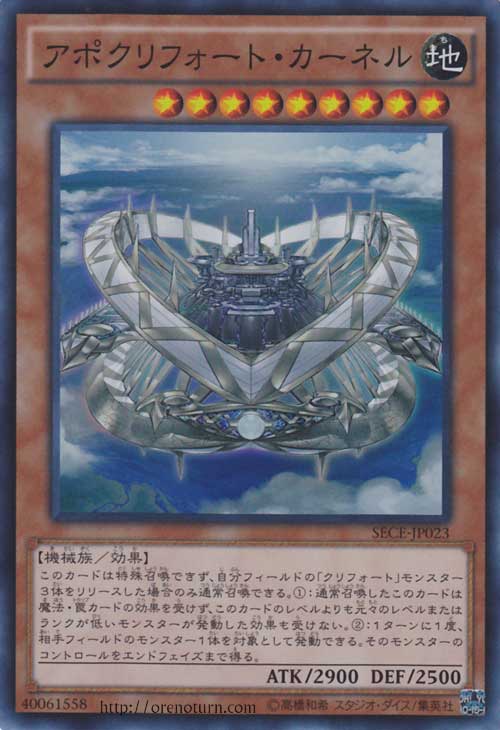 アポクリフォート・カーネル
地
SECE-JP023
【機械族／効果】
このカードは特殊召喚できず、自分フィールドの「クリフォート」モンスター
3体をリリースした場合のみ通常召喚できる。①：通常召喚したこのカードは
魔法・罠カードの効果を受けず、このカードのレベルよりも元々のレベルまたは
ランクが低いモンスターが発動した効果も受けない。②：1ターンに1度、
相手フィールドのモンスター1体を対象として発動できる。そのモンスターの
コントロールをエンドフェイズまで得る。
ATK/2900 DEF/2500
40061558
http://orenoturn.com
©高橋和希 スタジオ・ダイス/集英社